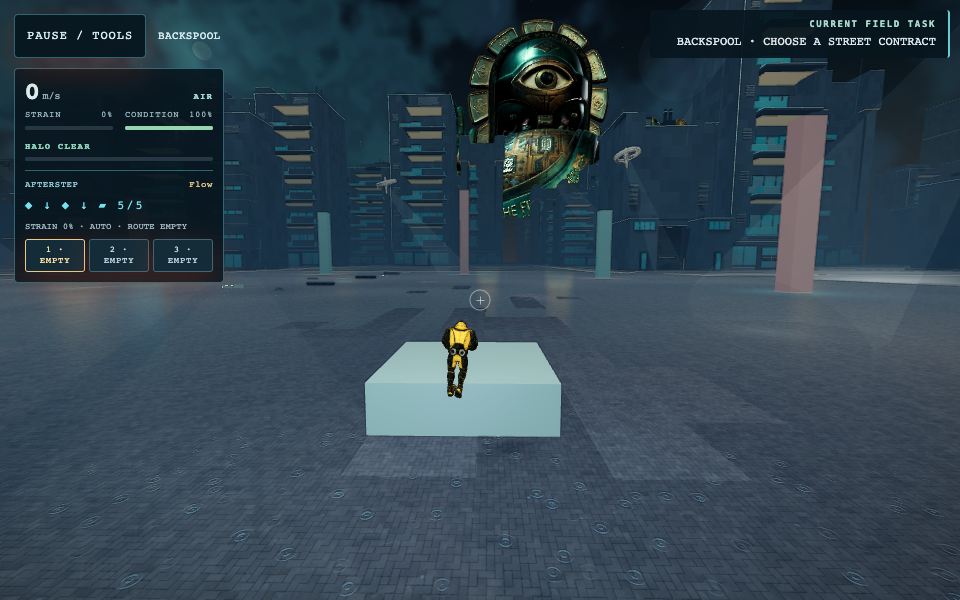 PAUSE / TOOLS
BACKSPOOL
CURRENT FIELD TASK
BACKSPOOL · CHOOSE A STREET CONTRACT
0 m/s
AIR
STRAIN 0%
CONDITION 100%
HALO CLEAR
AFTERSTEP
Flow
5/5
STRAIN 0% · AUTO · ROUTE EMPTY
1 · EMPTY
2 · EMPTY
3 · EMPTY